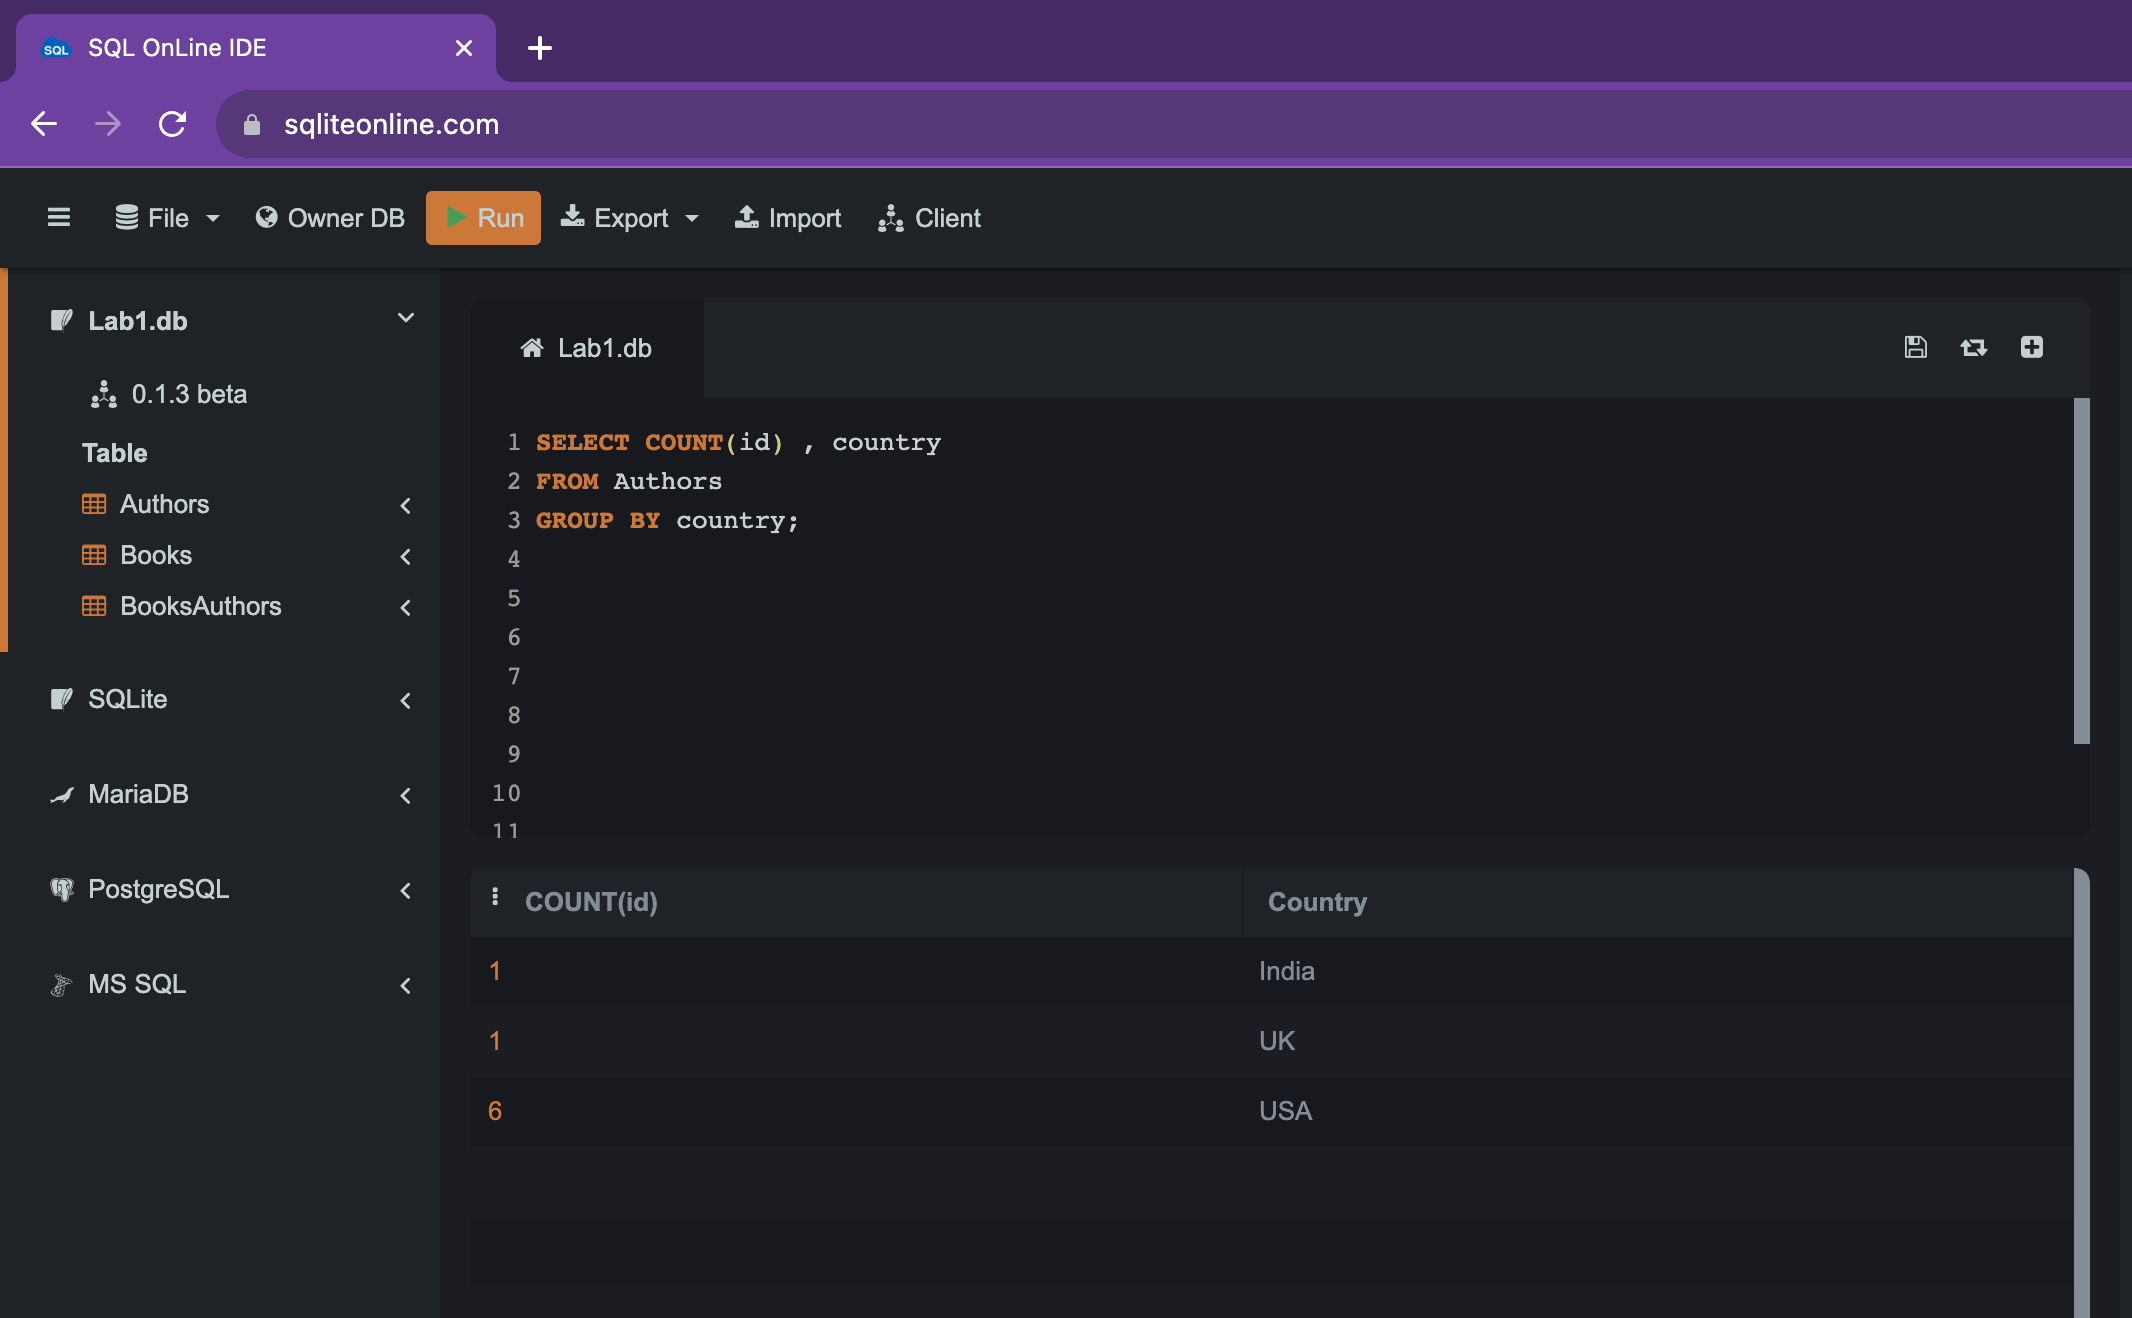 SQL SQL OnLine IDE
sqliteonline.com
File Owner DB Run Export Import Client
Lab1.db
0.1.3 beta
Table
Authors
Books
BooksAuthors
SQLite
MariaDB
PostgreSQL
MS SQL
Lab1.db
1 SELECT COUNT(id) , country
2 FROM Authors
3 GROUP BY country;
4
5
6
7
8
9
10
11
COUNT(id) Country
1 India
1 UK
6 USA